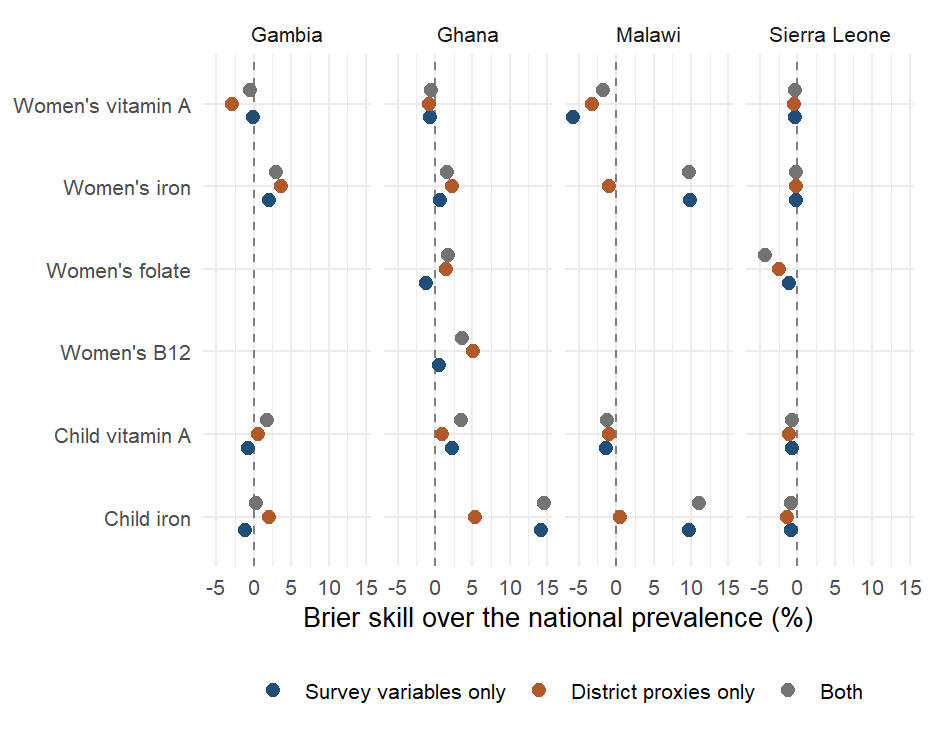 Gambia Ghana Malawi Sierra Leone
Women's vitamin A
Women's iron
Women's folate
Women's B12
Child vitamin A
Child iron
-5 0 5 10 15 -5 0 5 10 15 -5 0 5 10 15 -5 0 5 10 15
Brier skill over the national prevalence (%)
Survey variables only District proxies only Both